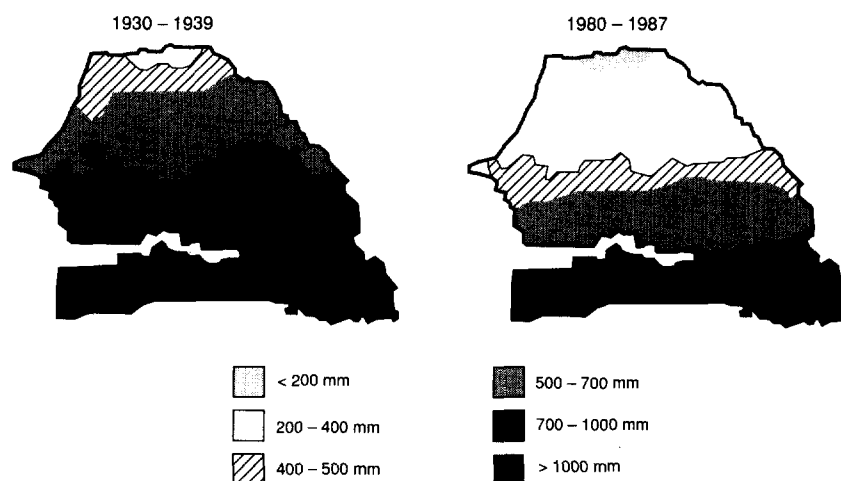 1930 – 1939
1980 – 1987
< 200 mm
200 – 400 mm
400 – 500 mm
500 – 700 mm
700 – 1000 mm
> 1000 mm